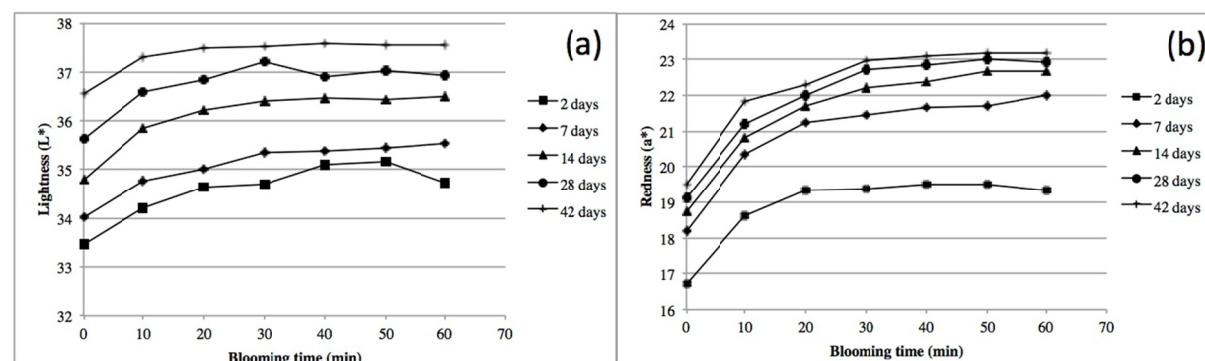 38
37
36
35
34
33
32
Lightness (L*)
0 10 20 30 40 50 60 70
Blooming time (min)
(a)
2 days
7 days
14 days
28 days
42 days
24
23
22
21
20
19
18
17
16
Redness (a*)
0 10 20 30 40 50 60 70
Blooming time (min)
(b)
2 days
7 days
14 days
28 days
42 days